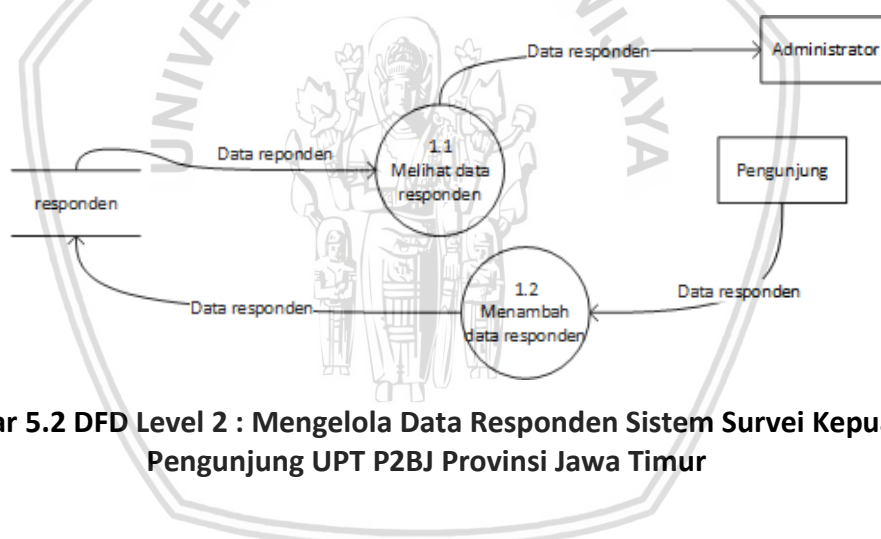 Data responden
Administrator
Data reponden
1.1
Melihat data
responden
Pengunjung
responden
Data responden
1.2
Menambah
data responden
Data responden
ar 5.2 DFD Level 2 : Mengelola Data Responden Sistem Survei Kepua
Pengunjung UPT P2BJ Provinsi Jawa Timur